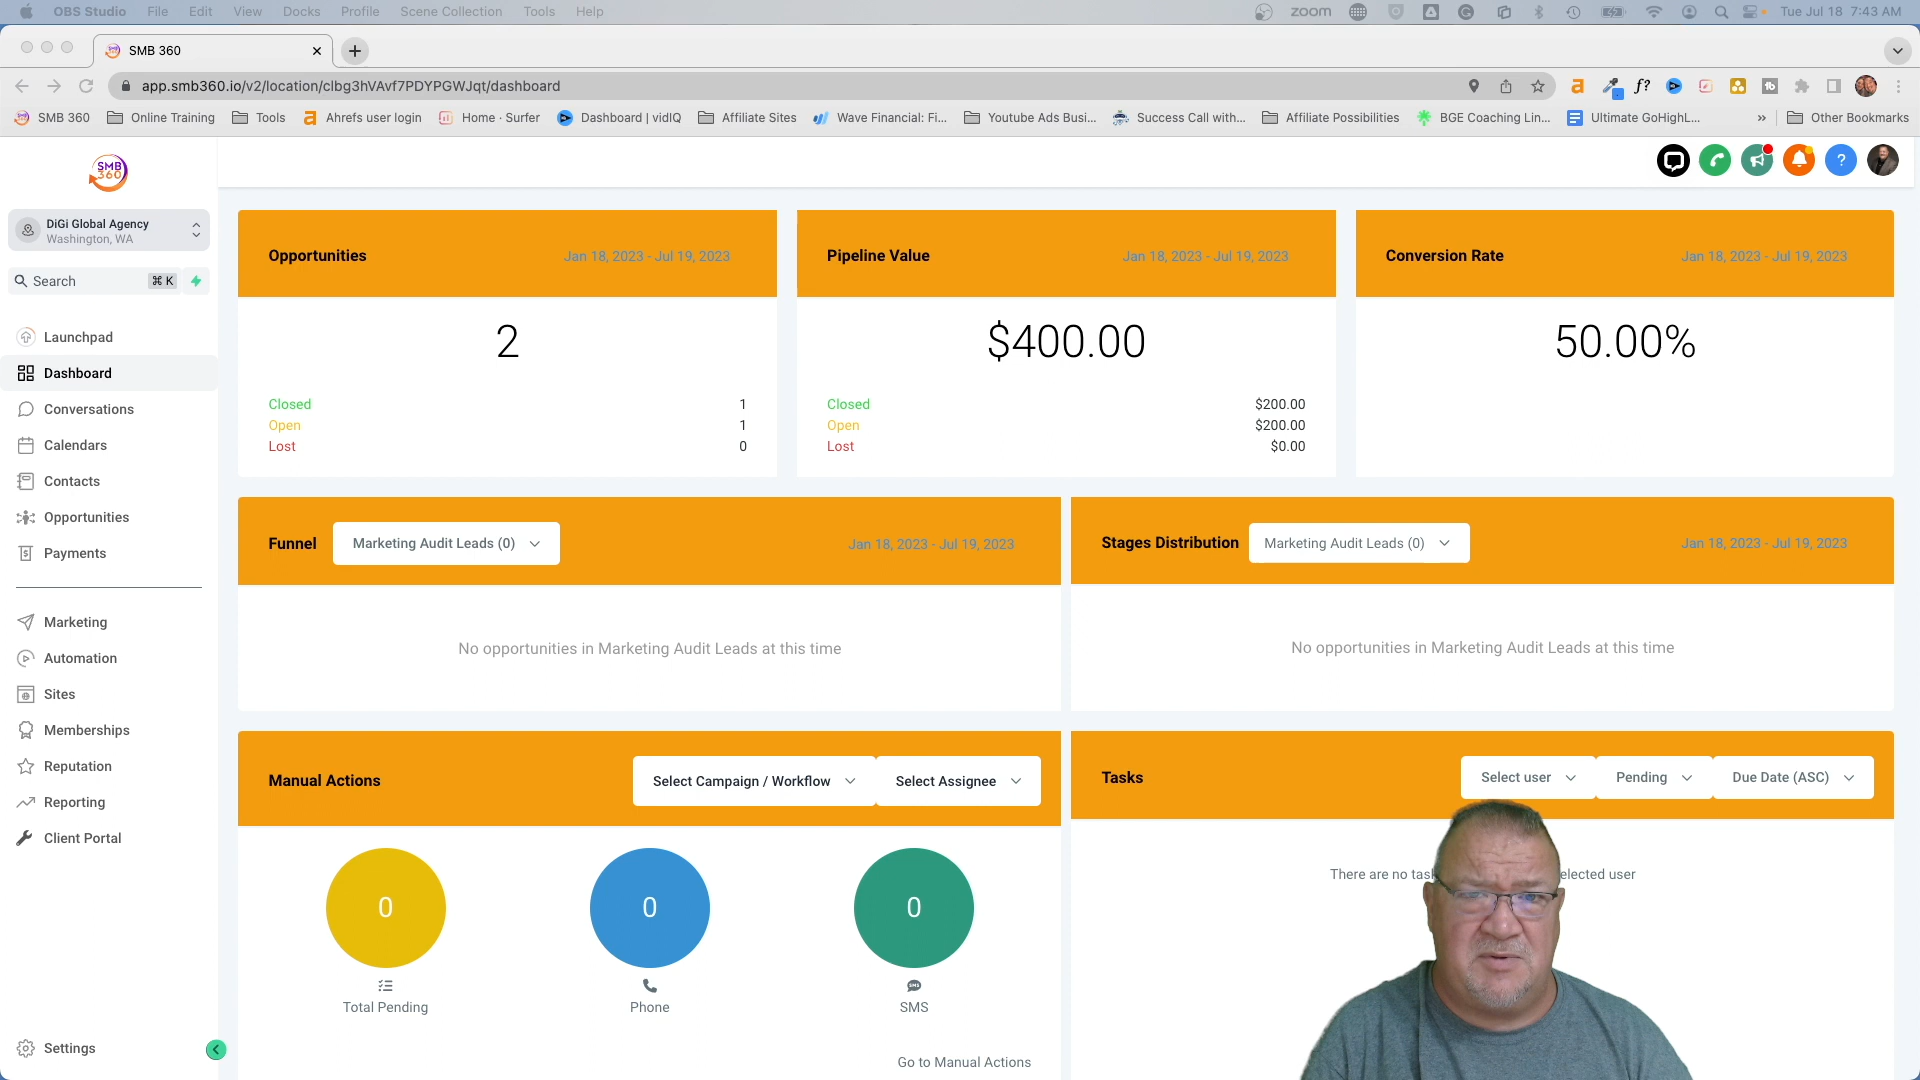 OBS Studio File Edit View Docks Profile Scene Collection Tools Help zoom Tue Jul 18 7:43 AM
SMB 360
app.smb360.io/v2/location/clbg3hVAvf7PDYPGWJqt/dashboard
SMB 360 Online Training Tools Ahrefs user login Home · Surfer Dashboard | vidIQ Affiliate Sites Wave Financial: Fi... Youtube Ads Busi... Success Call with... Affiliate Possibilities BGE Coaching Lin... Ultimate GoHighL... » Other Bookmarks
SMB
360
DiGi Global Agency
Washington, WA
Search ⌘ K
Launchpad
Dashboard
Conversations
Calendars
Contacts
Opportunities
Payments
Marketing
Automation
Sites
Memberships
Reputation
Reporting
Client Portal
Settings
Opportunities Jan 18, 2023 - Jul 19, 2023
2
Closed 1
Open 1
Lost 0
Pipeline Value Jan 18, 2023 - Jul 19, 2023
$400.00
Closed $200.00
Open $200.00
Lost $0.00
Conversion Rate Jan 18, 2023 - Jul 19, 2023
50.00%
Funnel Marketing Audit Leads (0) Jan 18, 2023 - Jul 19, 2023
No opportunities in Marketing Audit Leads at this time
Stages Distribution Marketing Audit Leads (0) Jan 18, 2023 - Jul 19, 2023
No opportunities in Marketing Audit Leads at this time
Manual Actions Select Campaign / Workflow Select Assignee
0 0 0
Total Pending Phone SMS
Go to Manual Actions
Tasks Select user Pending Due Date (ASC)
There are no elected user